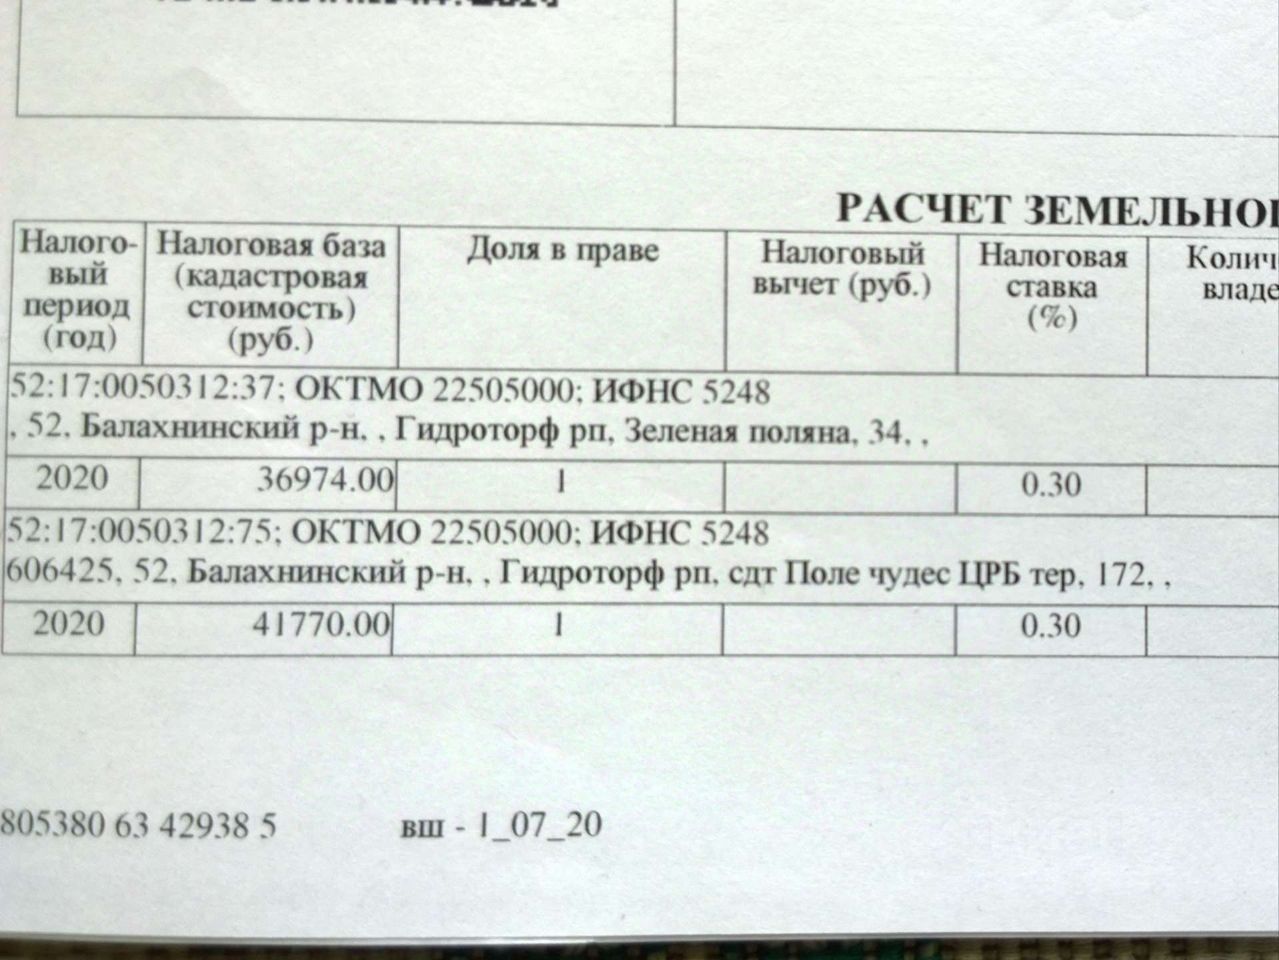 РАСЧЕТ ЗЕМЕЛЬНО
Налого-
вый
период
(год)
Налоговая база
(кадастровая
стоимость)
(руб.)
Доля в праве
Налоговый
вычет (руб.)
Налоговая
ставка
(%)
Колич
владе
52:17:0050312:37; ОКТМО 22505000; ИФНС 5248
, 52, Балахнинский р-н, , Гидроторф рп, Зеленая поляна, 34, ,
2020 36974.00 1 0.30
52:17:0050312:75; ОКТМО 22505000; ИФНС 5248
606425, 52, Балахнинский р-н, , Гидроторф рп, сдт Поле чудес ЦРБ тер, 172, ,
2020 41770.00 1 0.30
805380 63 42938 5 вш - 1_07_20